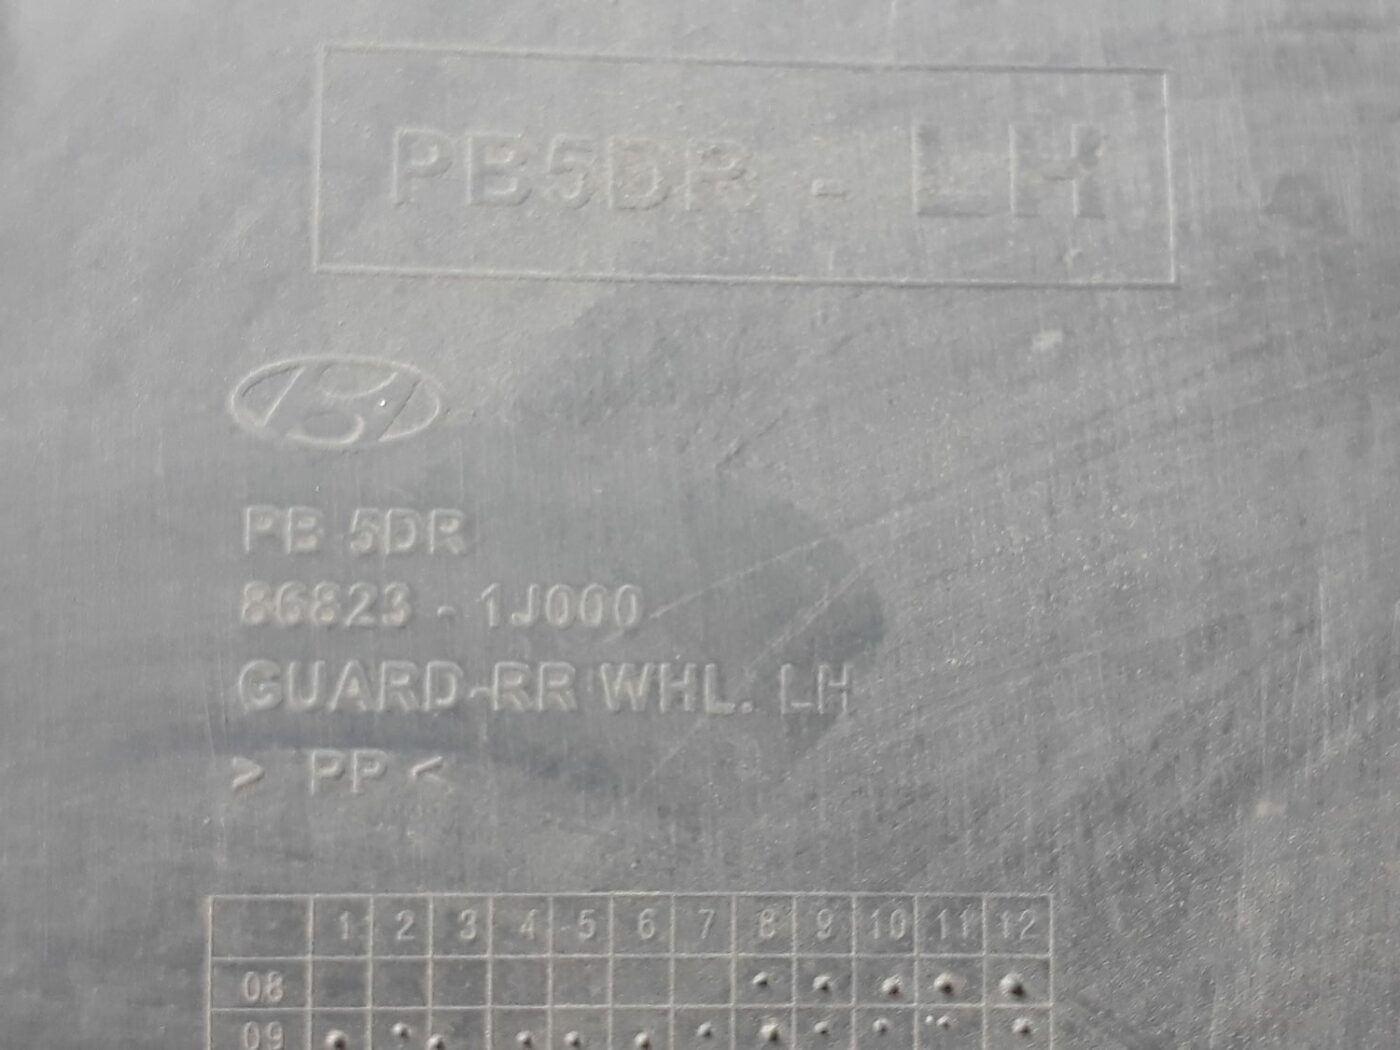 PB5DR - LH
PB 5DR
86823 - 1J000
GUARD-RR WHL. LH
> PP <
1 2 3 4 5 6 7 8 9 10 11 12
08
09